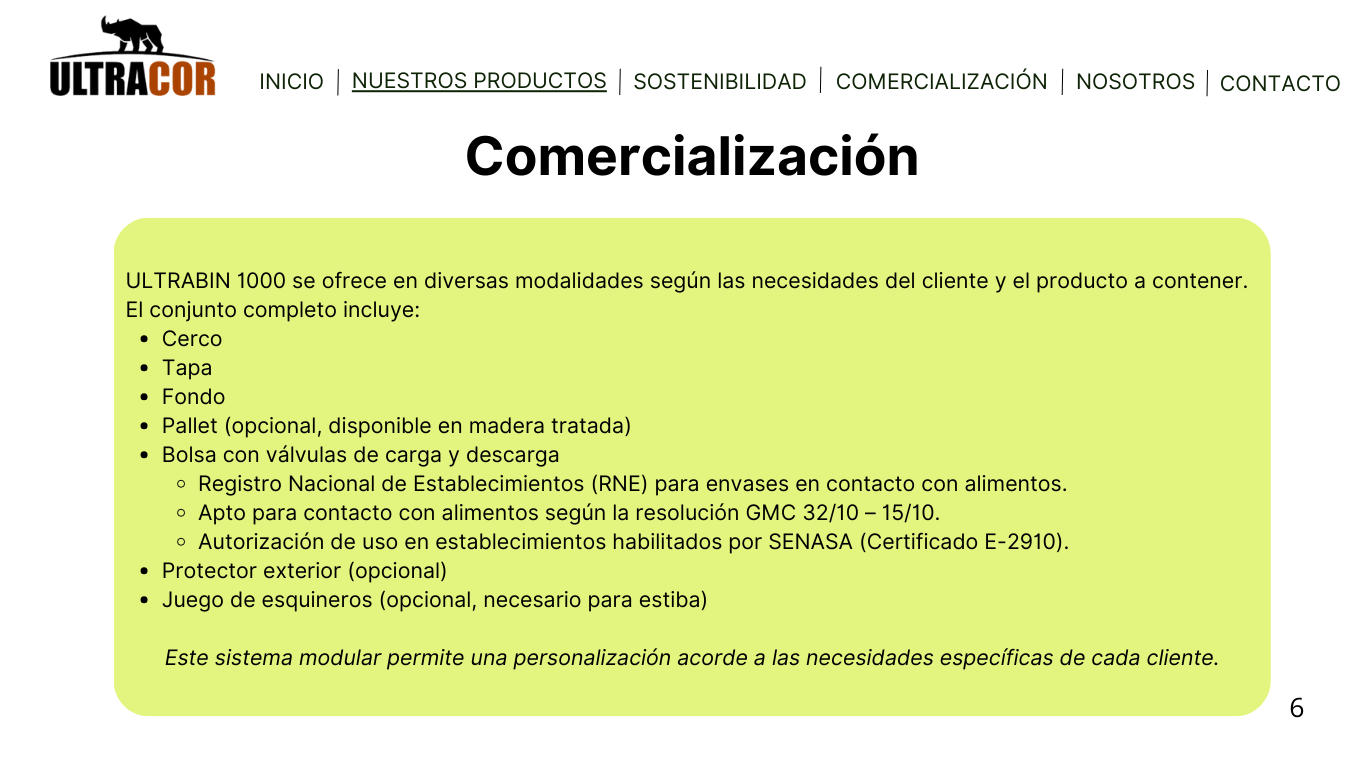 ULTRACOR
INICIO | NUESTROS PRODUCTOS | SOSTENIBILIDAD | COMERCIALIZACIÓN | NOSOTROS | CONTACTO
Comercialización
ULTRABIN 1000 se ofrece en diversas modalidades según las necesidades del cliente y el producto a contener.
El conjunto completo incluye:
• Cerco
• Tapa
• Fondo
• Pallet (opcional, disponible en madera tratada)
• Bolsa con válvulas de carga y descarga
◦ Registro Nacional de Establecimientos (RNE) para envases en contacto con alimentos.
◦ Apto para contacto con alimentos según la resolución GMC 32/10 – 15/10.
◦ Autorización de uso en establecimientos habilitados por SENASA (Certificado E-2910).
• Protector exterior (opcional)
• Juego de esquineros (opcional, necesario para estiba)
Este sistema modular permite una personalización acorde a las necesidades específicas de cada cliente.
6